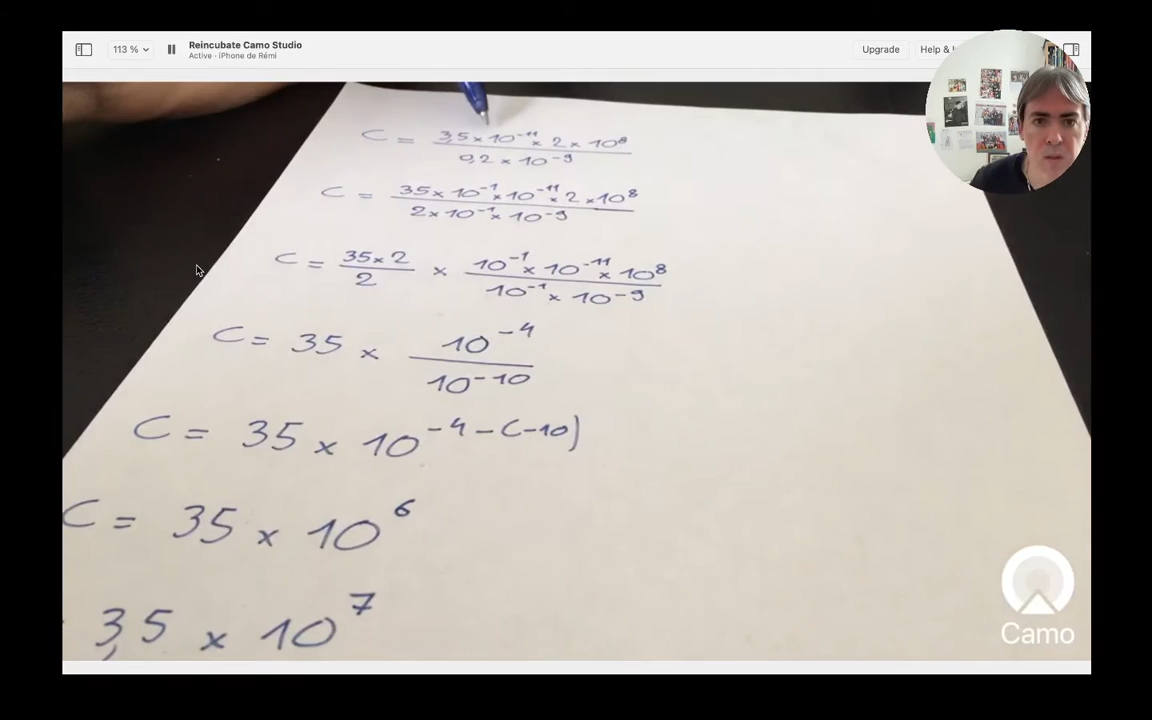 113 %
Reincubate Camo Studio
Active · iPhone de Rémi
Upgrade
Help &
C = 3,5 × 10⁻¹¹ × 2 × 10⁸ / 0,2 × 10⁻⁹
C = 35 × 10⁻¹ × 10⁻¹¹ × 2 × 10⁸ / 2 × 10⁻¹ × 10⁻⁹
C = 35 × 2 / 2 × 10⁻¹ × 10⁻¹¹ × 10⁸ / 10⁻¹ × 10⁻⁹
C = 35 × 10⁻⁴ / 10⁻¹⁰
C = 35 × 10⁻⁴⁻⁽⁻¹⁰⁾
C = 35 × 10⁶
3,5 × 10⁷
Camo